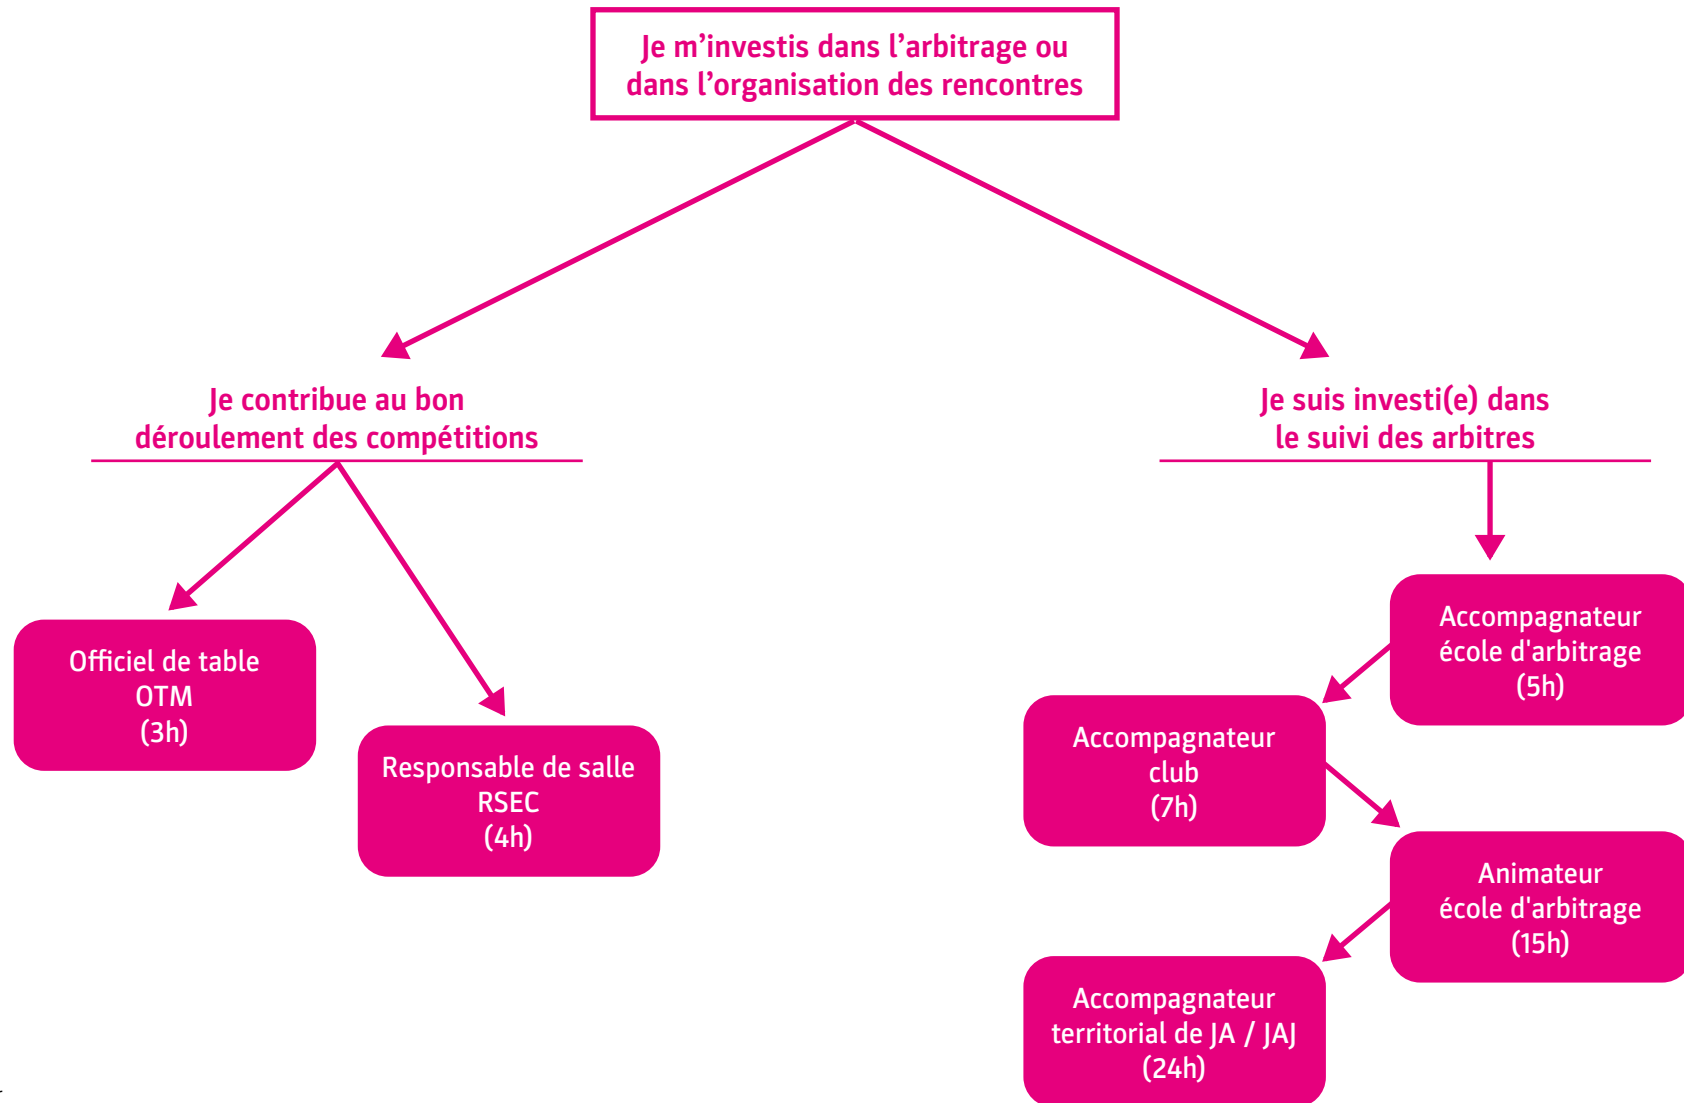 Je m’investis dans l’arbitrage ou
dans l’organisation des rencontres
Je contribue au bon
déroulement des compétitions
Je suis investi(e) dans
le suivi des arbitres
Officiel de table
OTM
(3h)
Responsable de salle
RSEC
(4h)
Accompagnateur
école d'arbitrage
(5h)
Accompagnateur
club
(7h)
Animateur
école d'arbitrage
(15h)
Accompagnateur
territorial de JA / JAJ
(24h)